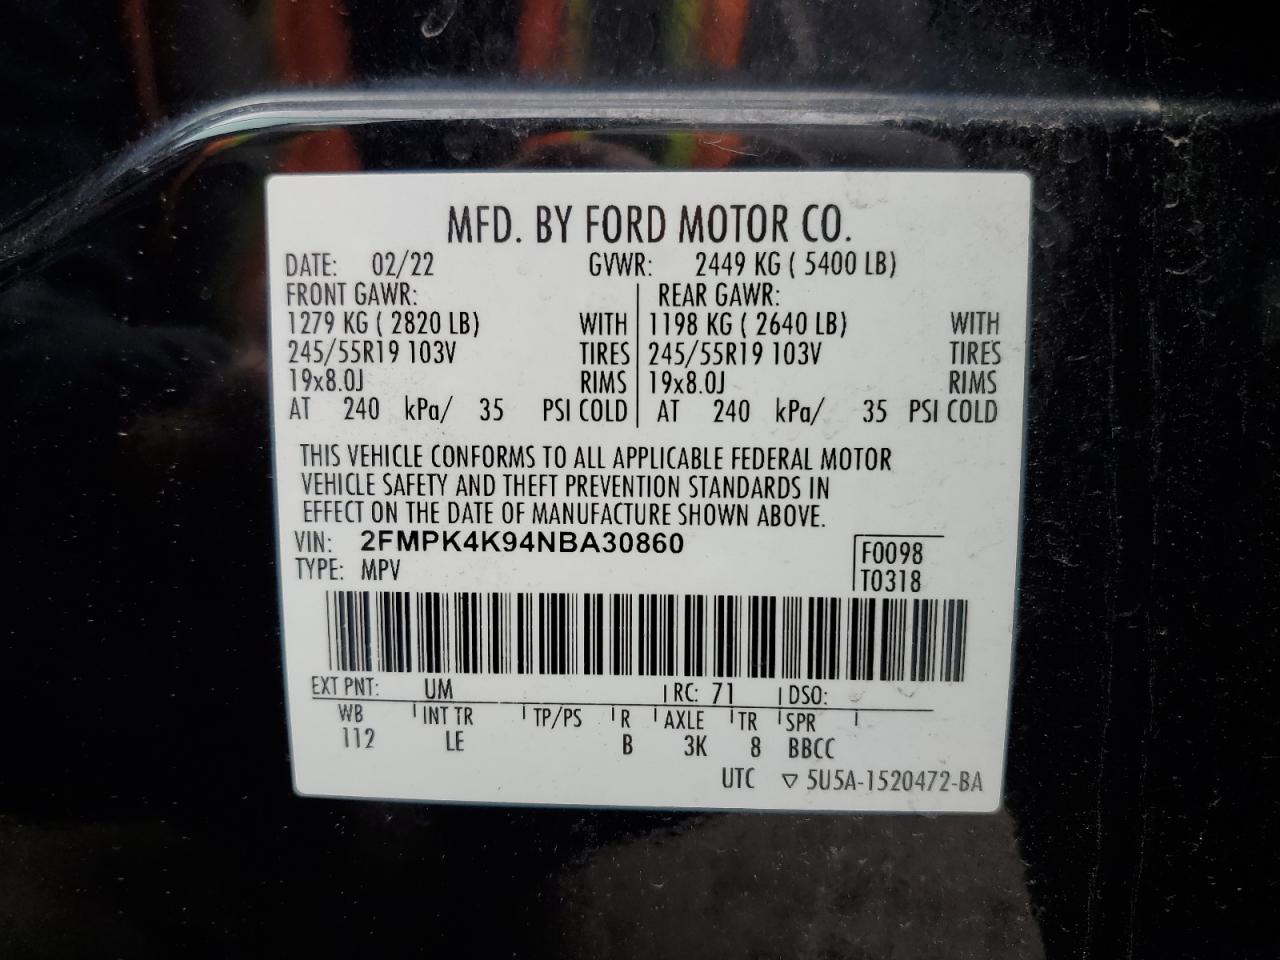 MFD. BY FORD MOTOR CO.
DATE: 02/22 GVWR: 2449 KG ( 5400 LB)
FRONT GAWR: REAR GAWR:
1279 KG ( 2820 LB) WITH 1198 KG ( 2640 LB) WITH
245/55R19 103V TIRES 245/55R19 103V TIRES
19x8.0J RIMS 19x8.0J RIMS
AT 240 kPa/ 35 PSI COLD AT 240 kPa/ 35 PSI COLD
THIS VEHICLE CONFORMS TO ALL APPLICABLE FEDERAL MOTOR
VEHICLE SAFETY AND THEFT PREVENTION STANDARDS IN
EFFECT ON THE DATE OF MANUFACTURE SHOWN ABOVE.
VIN: 2FMPK4K94NBA30860 F0098
TYPE: MPV T0318
EXT PNT: UM RC: 71 DSO:
WB INT TR TP/PS R AXLE TR SPR
112 LE B 3K 8 BBCC
UTC ▽ 5U5A-1520472-BA